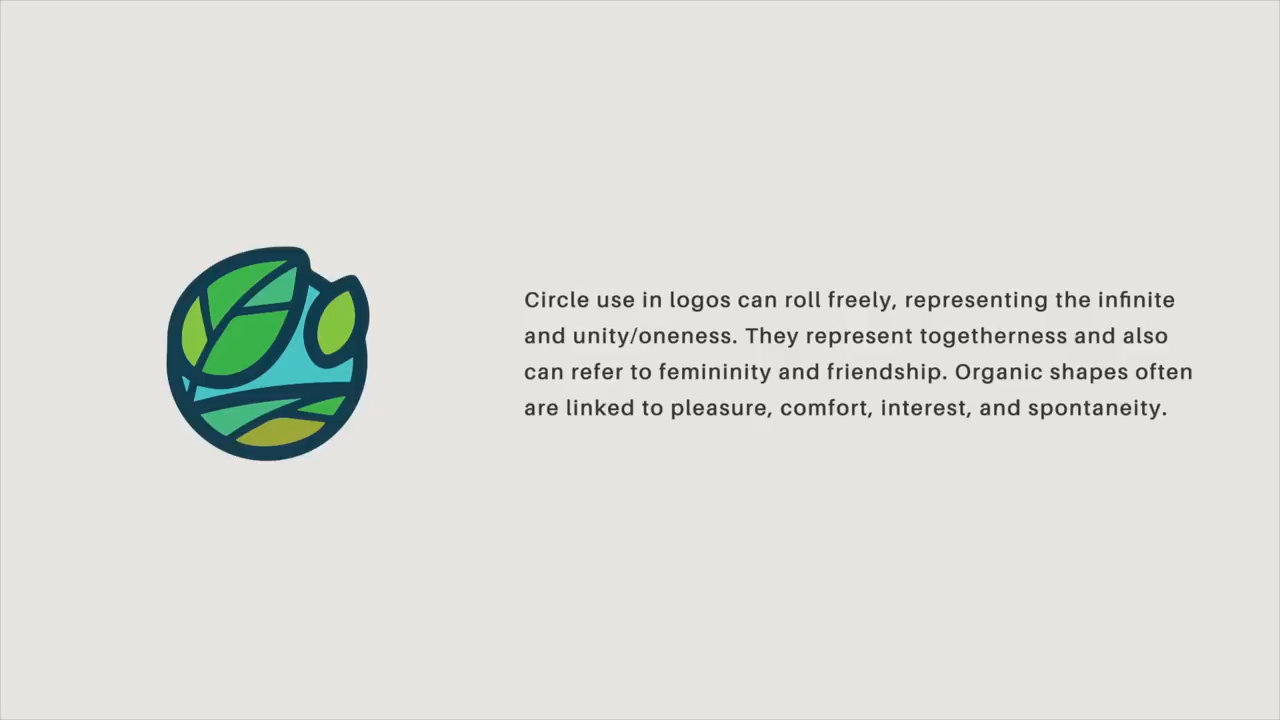 Circle use in logos can roll freely, representing the infinite
and unity/oneness. They represent togetherness and also
can refer to femininity and friendship. Organic shapes often
are linked to pleasure, comfort, interest, and spontaneity.